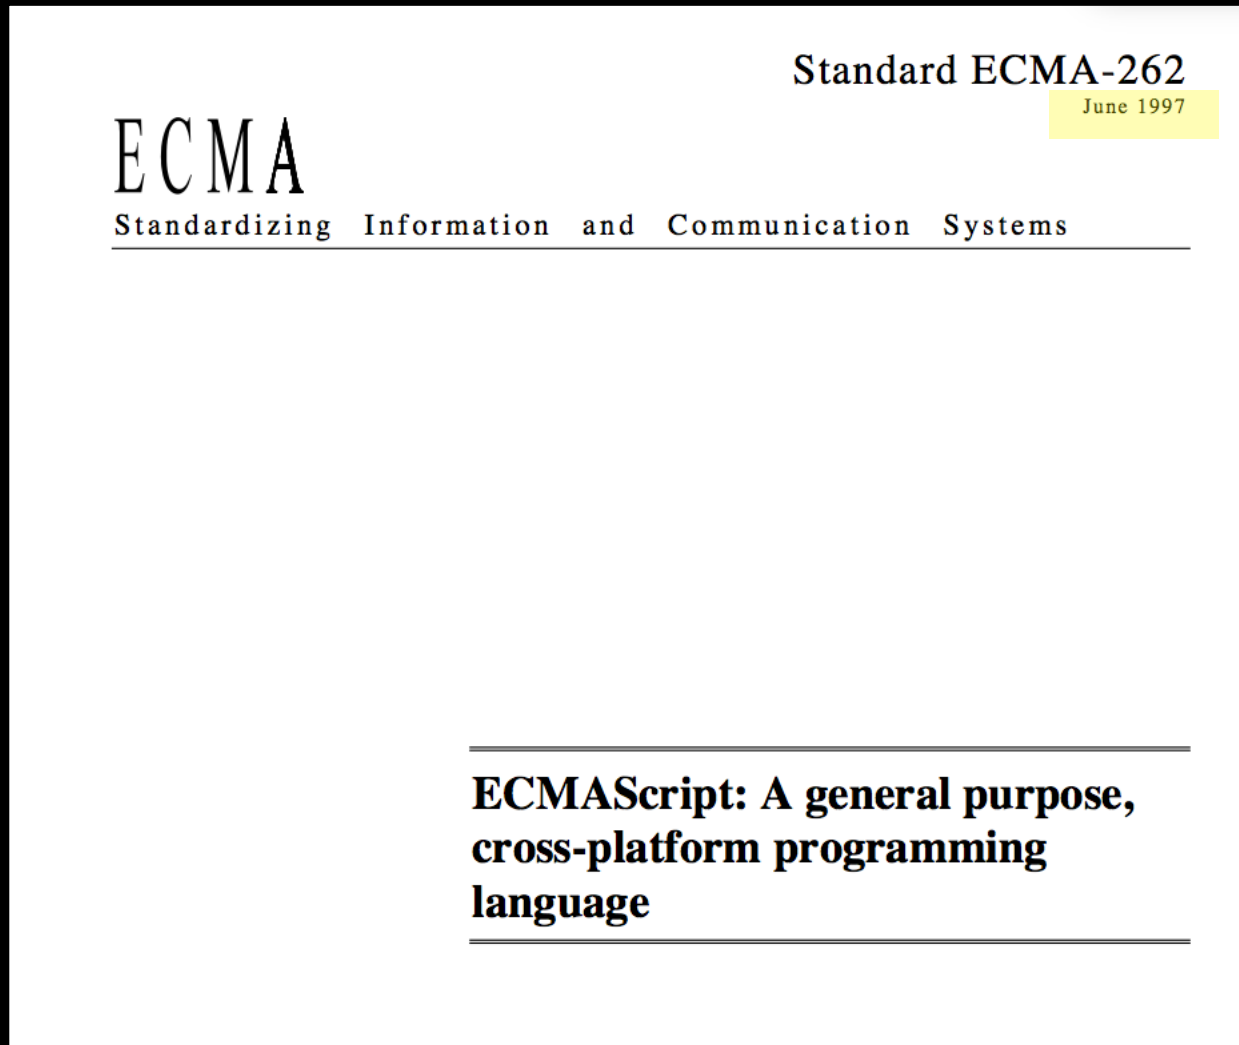 Standard ECMA-262
June 1997
ECMA
Standardizing Information and Communication Systems
ECMAScript: A general purpose,
cross-platform programming
language